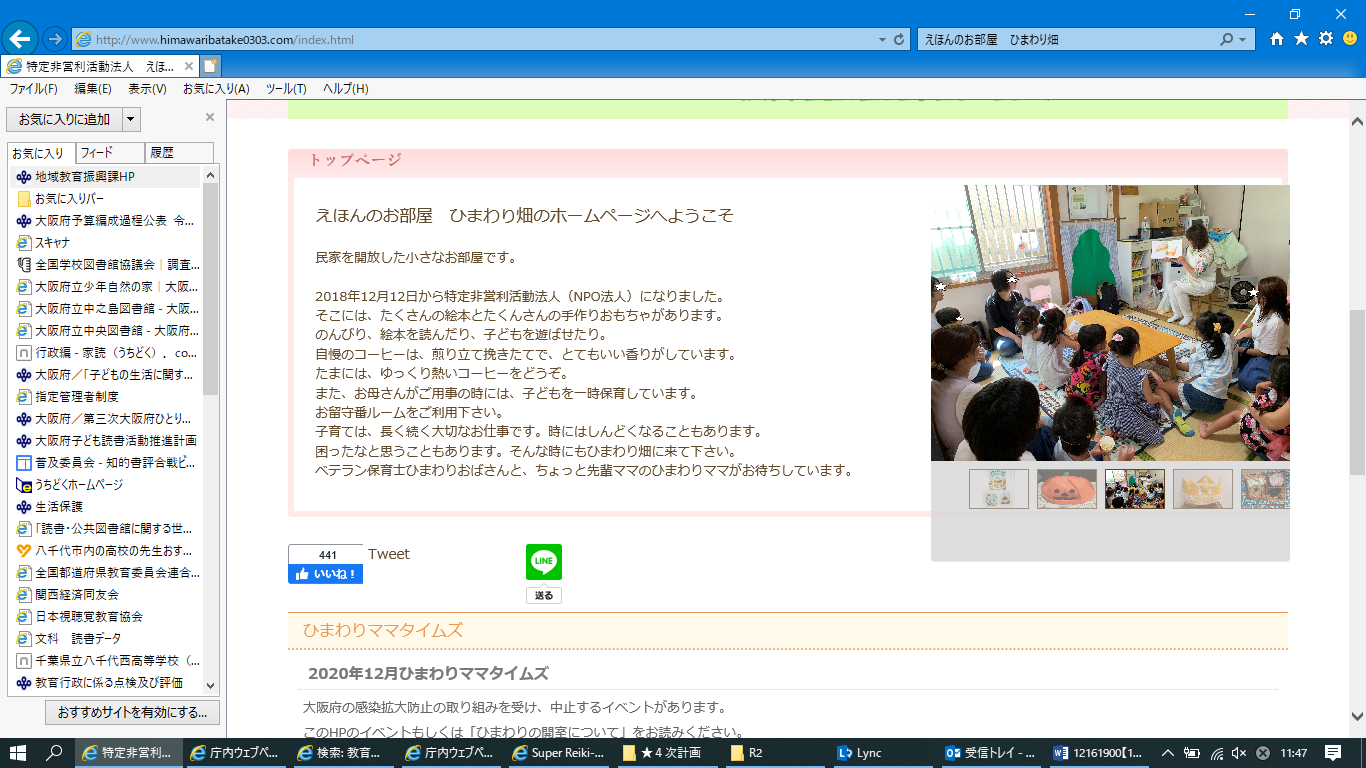 http://www.himawaribatake0303.com/index.html
えほんのお部屋　ひまわり畑
特定非営利活動法人　えほ...
ファイル(F)
編集(E)
表示(V)
お気に入り(A)
ツール(T)
ヘルプ(H)
お気に入りに追加
お気に入り
フィード
履歴
地域教育振興課HP
お気に入りバー
大阪府予算編成過程公表 令...
スキャナ
全国学校図書館協議会｜調査...
大阪府立少年自然の家｜大阪...
大阪府立中之島図書館 - 大阪...
大阪府立中央図書館 - 大阪府...
行政編 - 家読（うちどく）．co...
大阪府／「子どもの生活に関す...
指定管理者制度
大阪府／第三次大阪府ひとり...
大阪府子ども読書活動推進計画
普及委員会 - 知的書評合戦ビ...
うちどくホームページ
生活保護
「読書・公共図書館に関する世...
八千代市内の高校の先生おす...
全国都道府県教育委員会連合...
関西経済同友会
日本視聴覚教育協会
文科　読書データ
千葉県立八千代西高等学校（...
教育行政に係る点検及び評価
おすすめサイトを有効にする...
トップページ
えほんのお部屋　ひまわり畑のホームページへようこそ
民家を開放した小さなお部屋です。
2018年12月12日から特定非営利活動法人（NPO法人）になりました。
そこには、たくさんの絵本とたくんさんの手作りおもちゃがあります。
のんびり、絵本を読んだり、子どもを遊ばせたり。
自慢のコーヒーは、煎り立て挽きたてで、とてもいい香りがしています。
たまには、ゆっくり熱いコーヒーをどうぞ。
また、お母さんがご用事の時には、子どもを一時保育しています。
お留守番ルームをご利用下さい。
子育ては、長く続く大切なお仕事です。時にはしんどくなることもあります。
困ったなと思うこともあります。そんな時にもひまわり畑に来て下さい。
ベテラン保育士ひまわりおばさんと、ちょっと先輩ママのひまわりママがお待ちしています。
441
いいね！
Tweet
LINE
送る
ひまわりママタイムズ
2020年12月ひまわりママタイムズ
大阪府の感染拡大防止の取り組みを受け、中止するイベントがあります。
このHPのイベントもしくは「ひまわりの開室について」をお読みください。
特定非営利...
庁内ウェブペ...
検索: 教育...
庁内ウェブペ...
Super Reiki-...
★４次計画
R2
Lync
受信トレイ - ...
12161900【1...
11:47